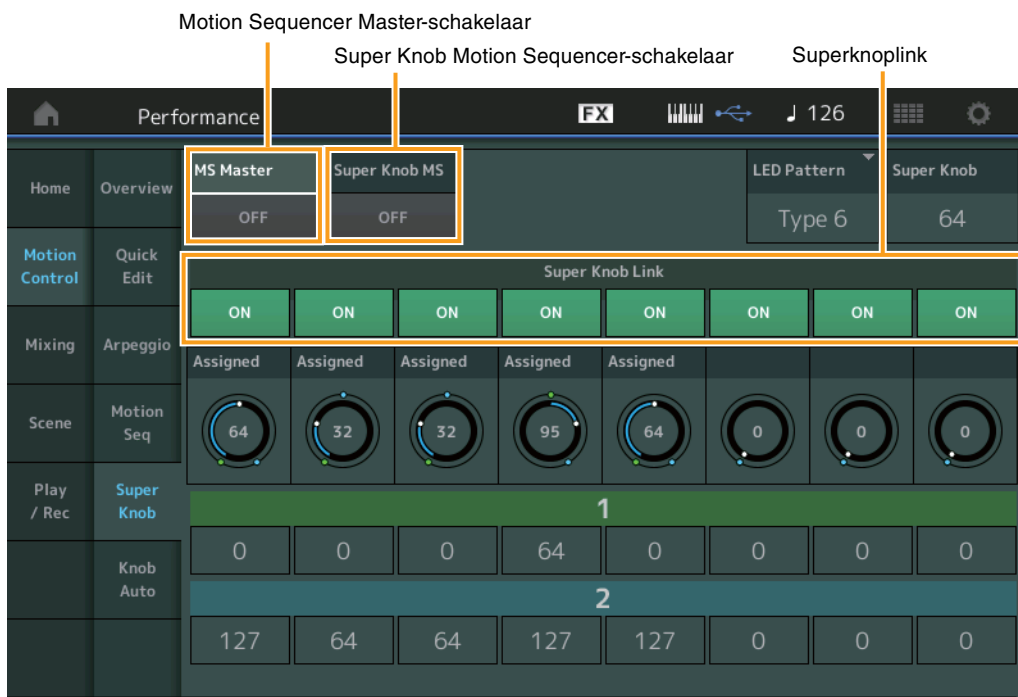 Motion Sequencer Master-schakelaar
Super Knob Motion Sequencer-schakelaar
Superknoplink
Performance
FX
126
Home
Overview
MS Master
Super Knob MS
LED Pattern
Super Knob
OFF
OFF
Type 6
64
Motion
Control
Quick
Edit
Super Knob Link
ON
ON
ON
ON
ON
ON
ON
ON
Mixing
Arpeggio
Assigned
Assigned
Assigned
Assigned
Assigned
Scene
Motion
Seq
64
32
32
95
64
0
0
0
Play
/ Rec
Super
Knob
1
0
0
0
64
0
0
0
0
Knob
Auto
2
127
64
64
127
127
0
0
0